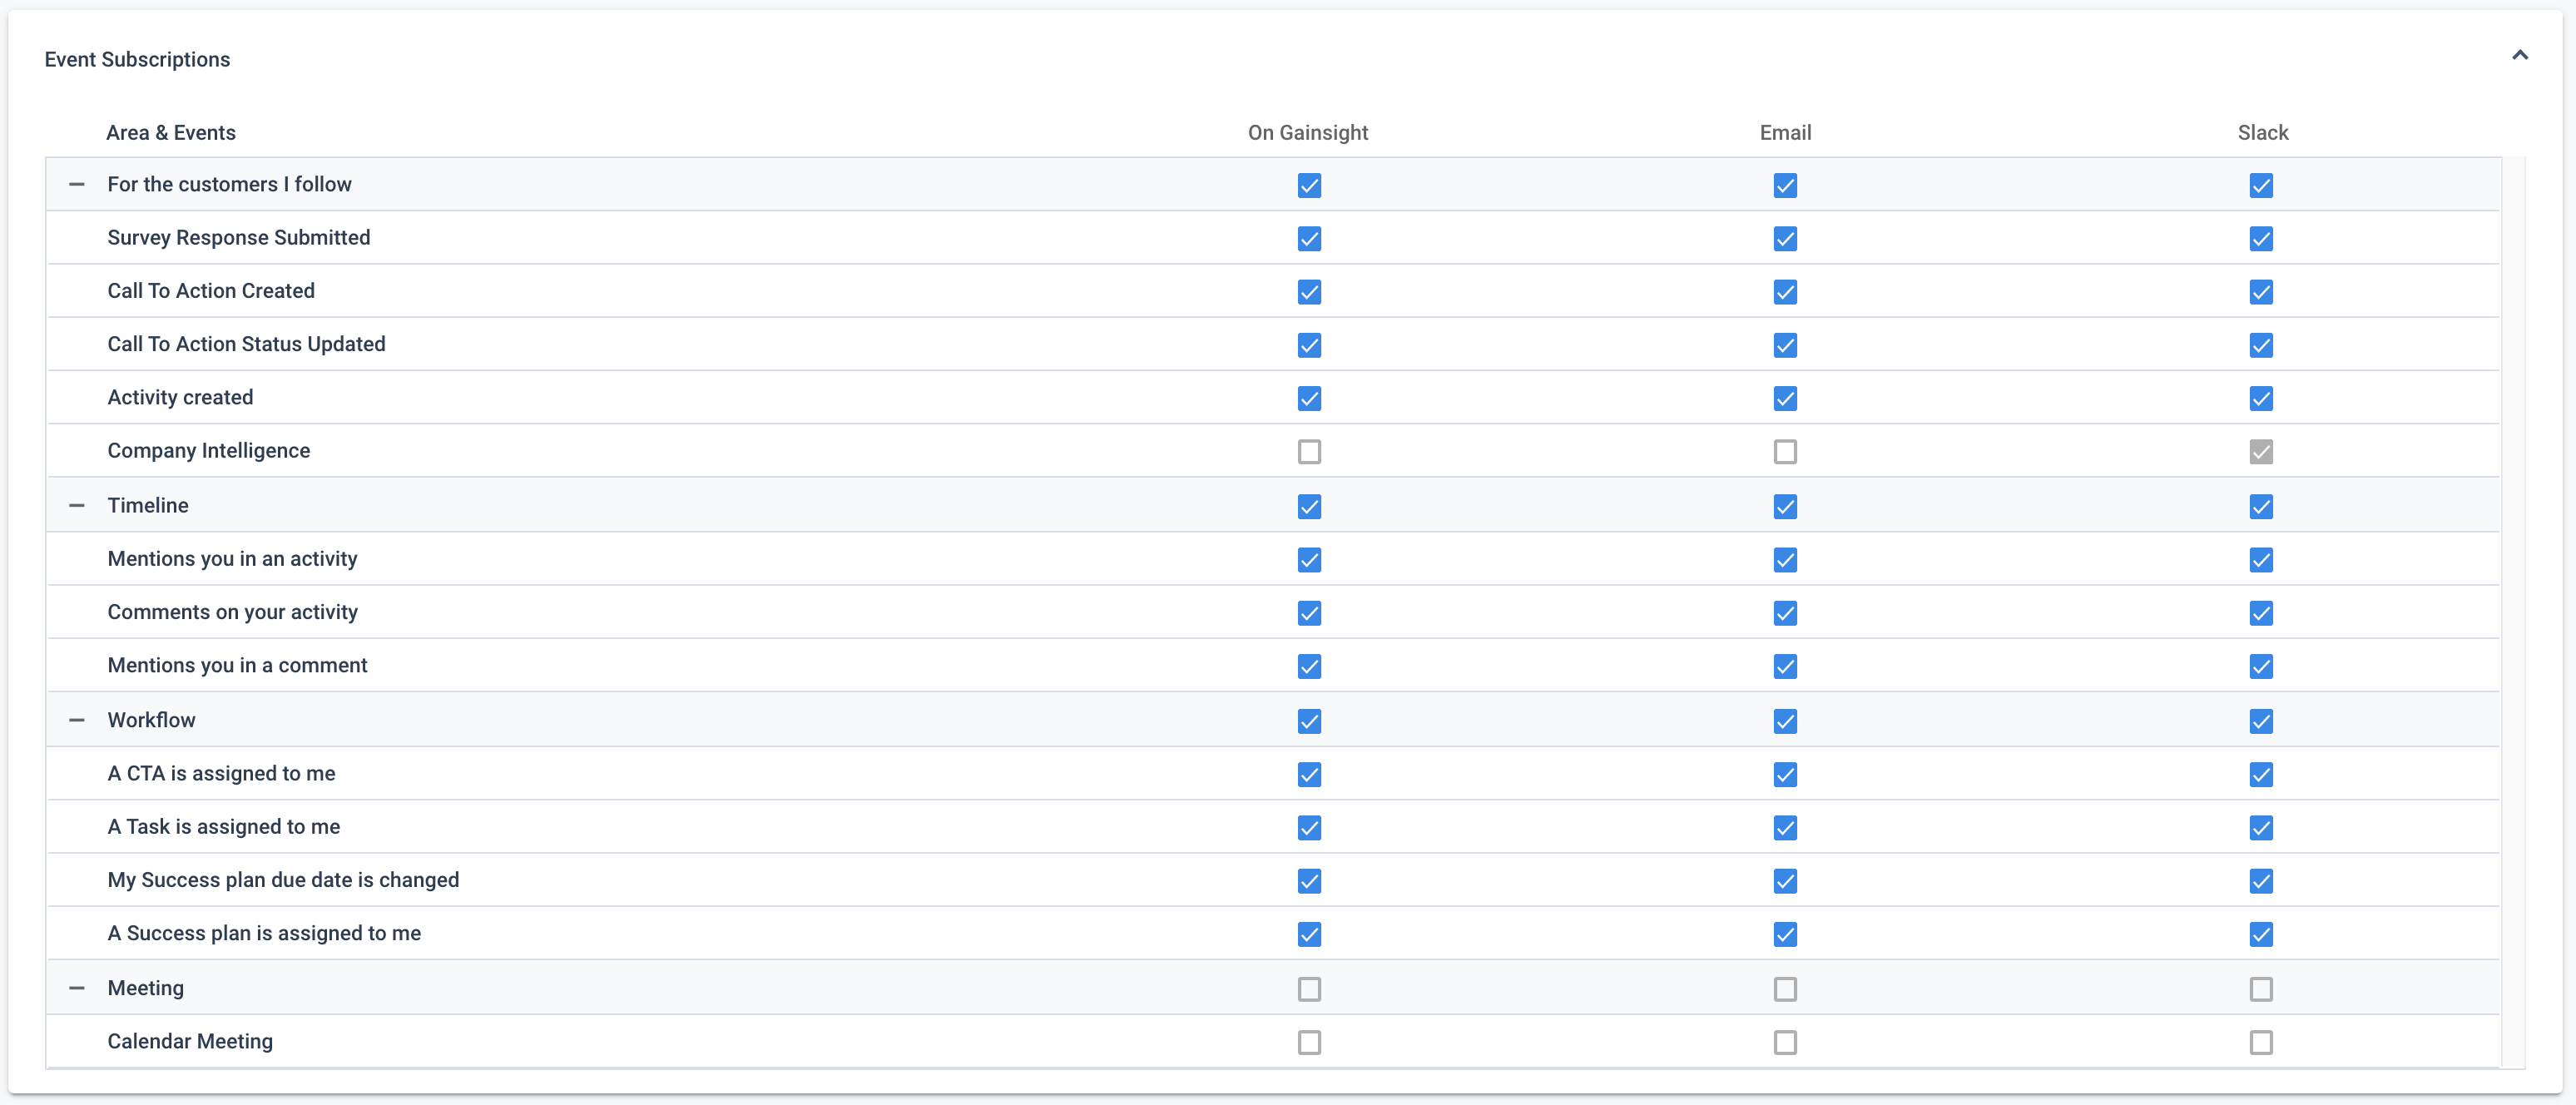 Event Subscriptions
Area & Events On Gainsight Email Slack
For the customers I follow
Survey Response Submitted
Call To Action Created
Call To Action Status Updated
Activity created
Company Intelligence
Timeline
Mentions you in an activity
Comments on your activity
Mentions you in a comment
Workflow
A CTA is assigned to me
A Task is assigned to me
My Success plan due date is changed
A Success plan is assigned to me
Meeting
Calendar Meeting